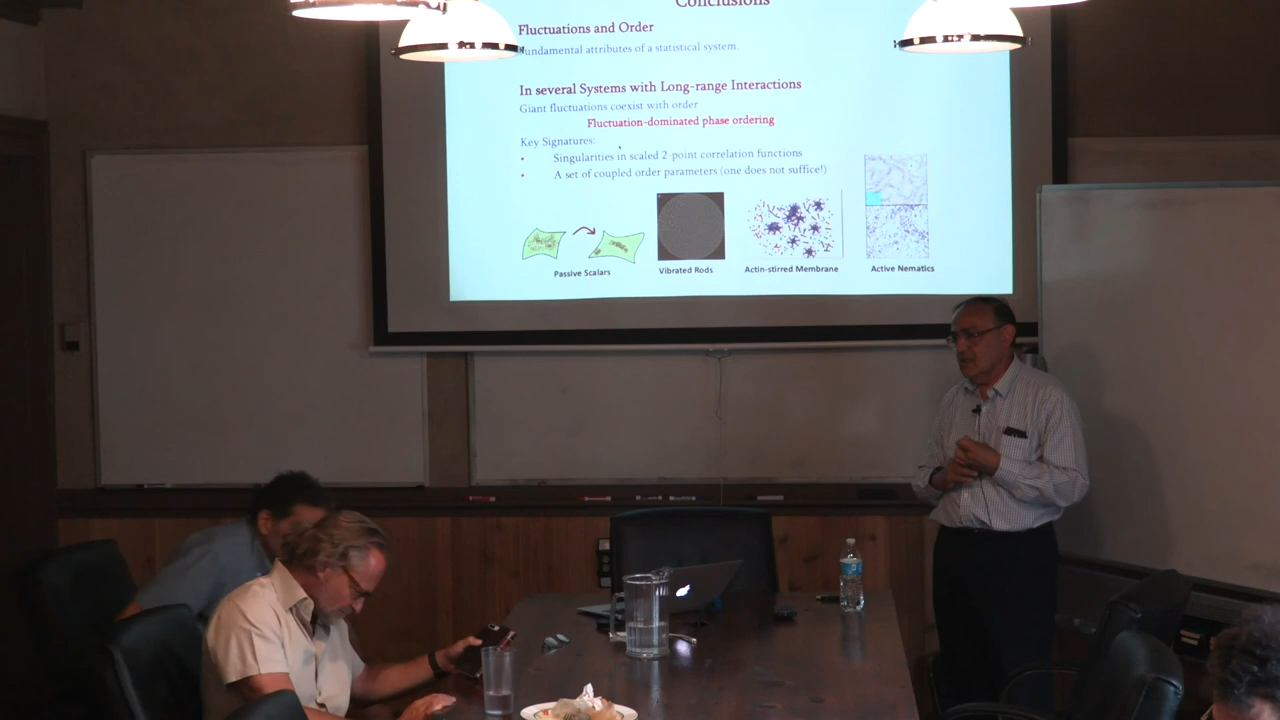 Conclusions
Fluctuations and Order
Fundamental attributes of a statistical system.
In several Systems with Long-range Interactions
Giant fluctuations coexist with order
Fluctuation-dominated phase ordering
Key Signatures:
• Singularities in scaled 2-point correlation functions
• A set of coupled order parameters (one does not suffice!)
Passive Scalars
Vibrated Rods
Actin-stirred Membrane
Active Nematics